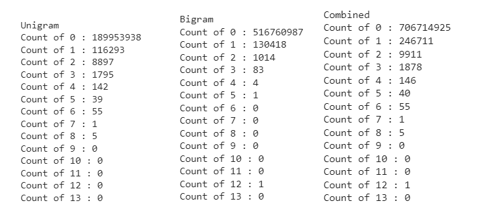 Unigram
Count of 0 : 189953938
Count of 1 : 116293
Count of 2 : 8897
Count of 3 : 1795
Count of 4 : 142
Count of 5 : 39
Count of 6 : 55
Count of 7 : 1
Count of 8 : 5
Count of 9 : 0
Count of 10 : 0
Count of 11 : 0
Count of 12 : 0
Count of 13 : 0
Bigram
Count of 0 : 516760987
Count of 1 : 130418
Count of 2 : 1014
Count of 3 : 83
Count of 4 : 4
Count of 5 : 1
Count of 6 : 0
Count of 7 : 0
Count of 8 : 0
Count of 9 : 0
Count of 10 : 0
Count of 11 : 0
Count of 12 : 1
Count of 13 : 0
Combined
Count of 0 : 706714925
Count of 1 : 246711
Count of 2 : 9911
Count of 3 : 1878
Count of 4 : 146
Count of 5 : 40
Count of 6 : 55
Count of 7 : 1
Count of 8 : 5
Count of 9 : 0
Count of 10 : 0
Count of 11 : 0
Count of 12 : 1
Count of 13 : 0